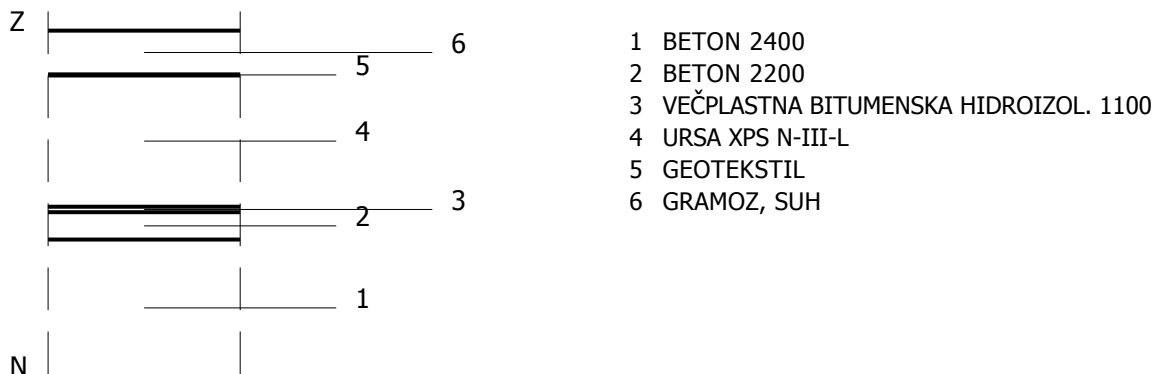 Z
6
5
4
3
2
1
N
1 BETON 2400
2 BETON 2200
3 VEČPLASTNA BITUMENSKA HIDROIZOL. 1100
4 URSA XPS N-III-L
5 GEOTEKSTIL
6 GRAMOZ, SUH